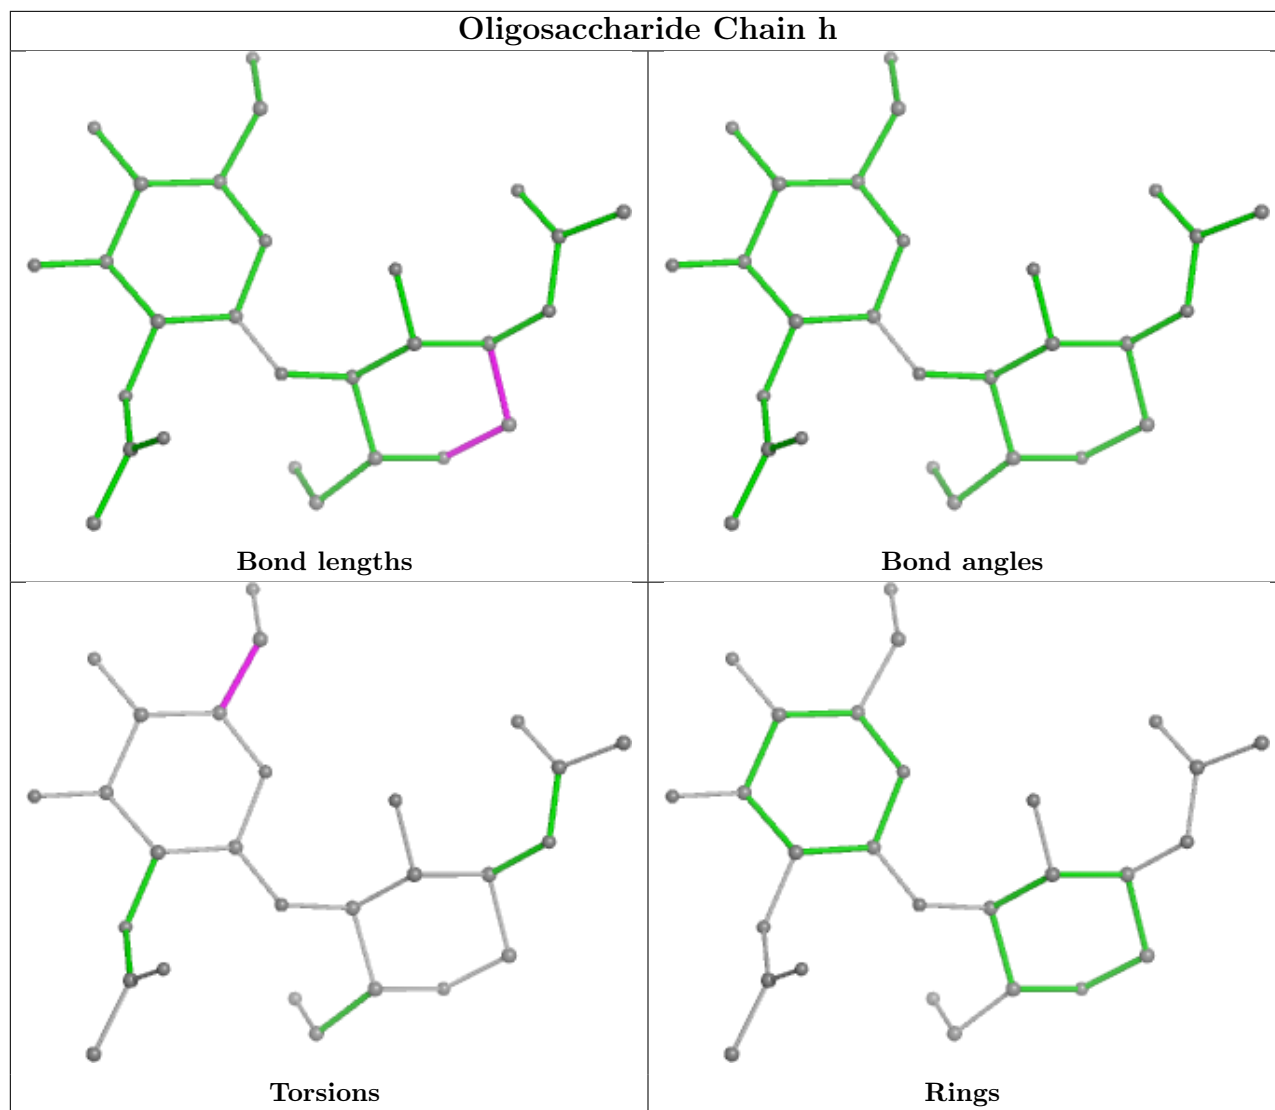 Oligosaccharide Chain h
Bond lengths
Bond angles
Torsions
Rings